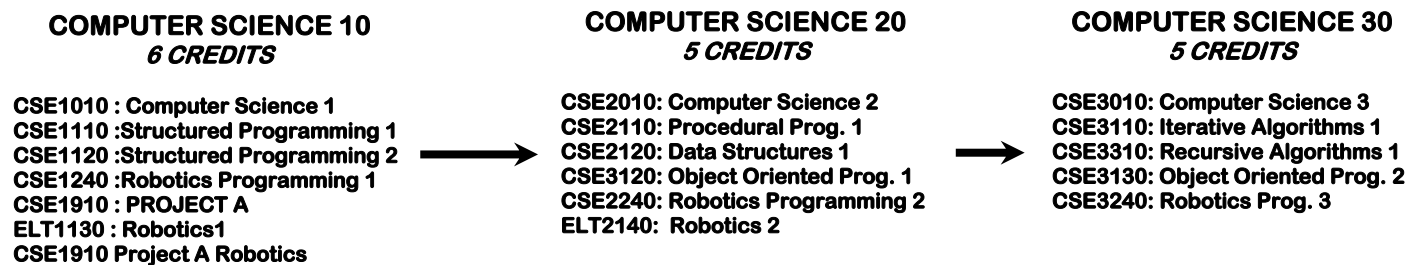 COMPUTER SCIENCE 10
6 CREDITS
CSE1010 : Computer Science 1
CSE1110 :Structured Programming 1
CSE1120 :Structured Programming 2
CSE1240 :Robotics Programming 1
CSE1910 : PROJECT A
ELT1130 : Robotics1
CSE1910 Project A Robotics
COMPUTER SCIENCE 20
5 CREDITS
CSE2010: Computer Science 2
CSE2110: Procedural Prog. 1
CSE2120: Data Structures 1
CSE3120: Object Oriented Prog. 1
CSE2240: Robotics Programming 2
ELT2140: Robotics 2
COMPUTER SCIENCE 30
5 CREDITS
CSE3010: Computer Science 3
CSE3110: Iterative Algorithms 1
CSE3310: Recursive Algorithms 1
CSE3130: Object Oriented Prog. 2
CSE3240: Robotics Prog. 3